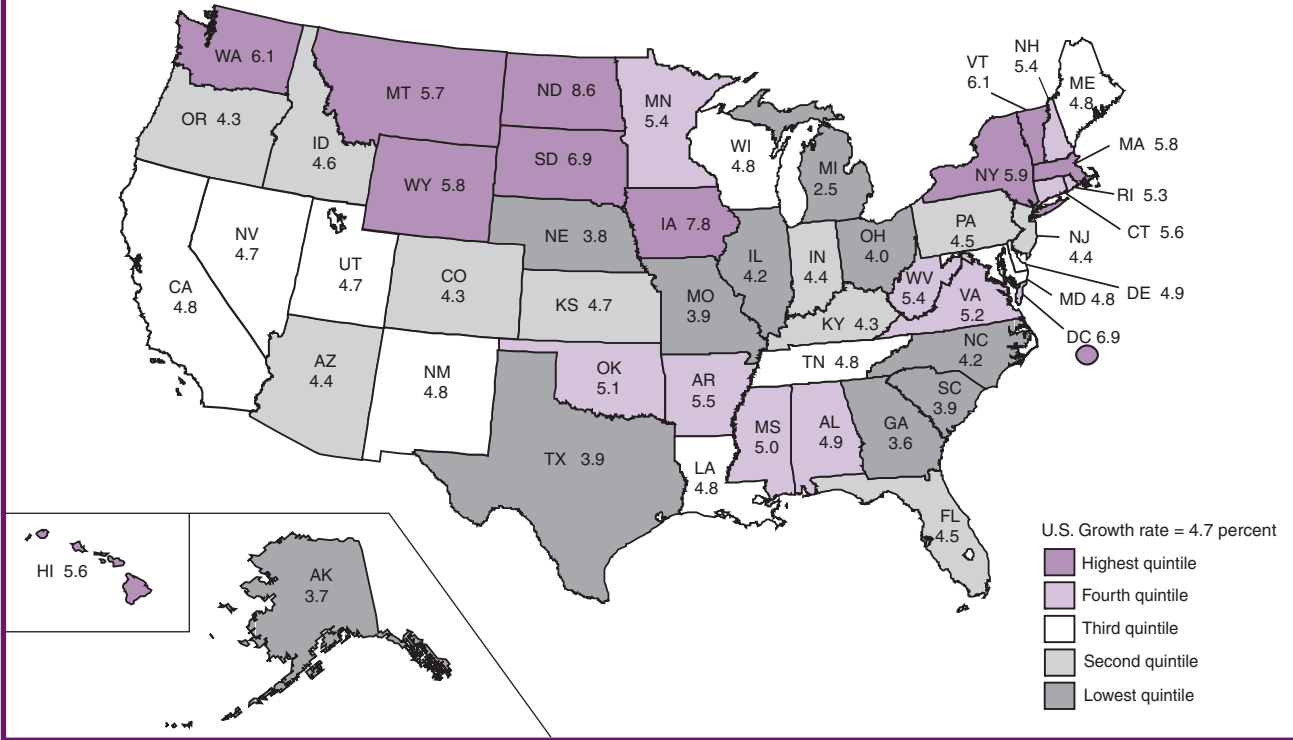 WA 6.1
MT 5.7
ND 8.6
MN
5.4
VT
6.1
NH
5.4
ME
4.8
OR 4.3
ID
4.6
WY 5.8
SD 6.9
WI
4.8
MI
2.5
NY 5.9
MA 5.8
RI 5.3
CT 5.6
NV
4.7
UT
4.7
NE 3.8
IA 7.8
IL
4.2
IN
4.4
OH
4.0
PA
4.5
NJ
4.4
CA
4.8
CO
4.3
KS 4.7
MO
3.9
KY 4.3
WV
5.4
VA
5.2
MD 4.8
DE 4.9
DC 6.9
AZ
4.4
NM
4.8
OK
5.1
AR
5.5
TN 4.8
NC
4.2
SC
3.9
TX 3.9
LA
4.8
MS
5.0
AL
4.9
GA
3.6
FL
4.5
HI 5.6
AK
3.7
U.S. Growth rate = 4.7 percent
Highest quintile
Fourth quintile
Third quintile
Second quintile
Lowest quintile